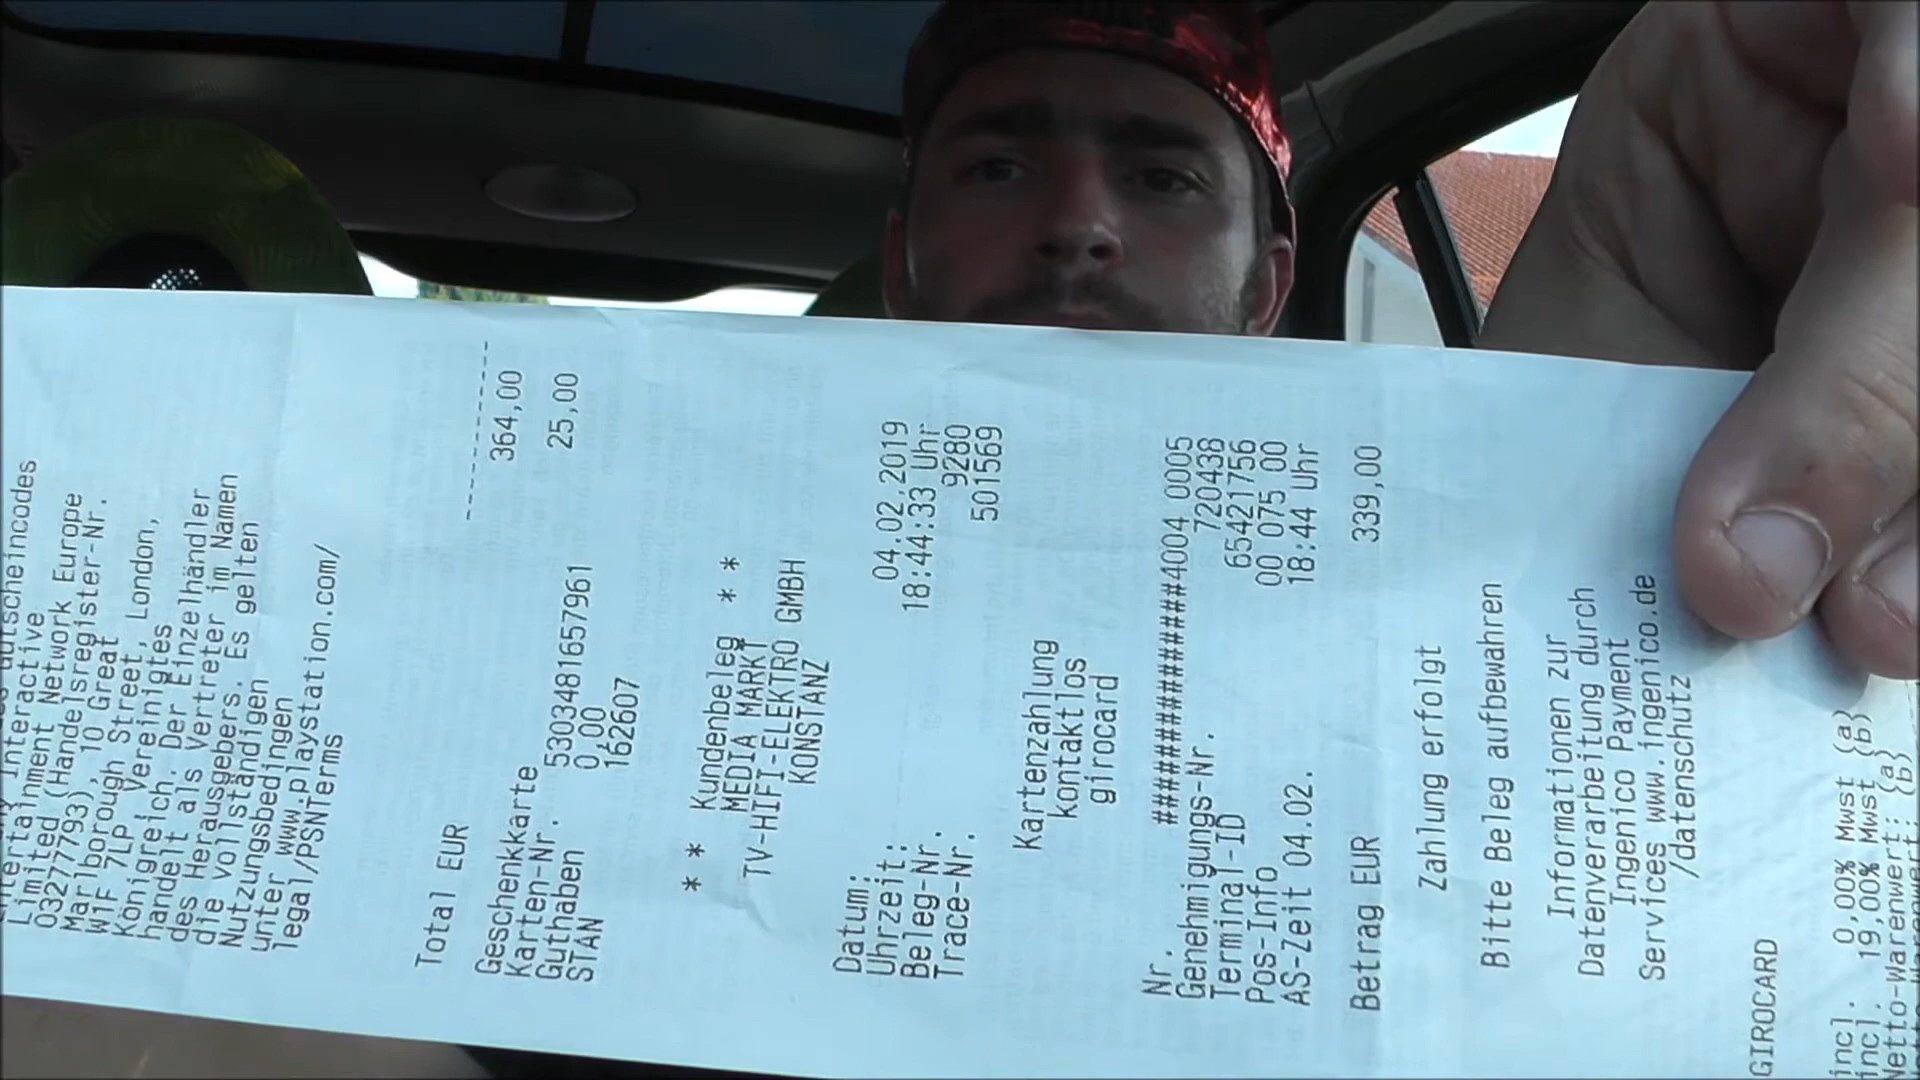 Interactive
Limited tainment Network Europe
03277793) (Handelsregister-Nr.
Marlborough Street, London,
W1F 7LP, Vereinigtes
Königreich. Der Einzelhändler
handelt als Vertreter im Namen
des Herausgebers. Es gelten
die vollständigen
Nutzungsbedingungen
unter www.playstation.com/
legal/PSNTerms
Total EUR 364,00
Geschenkkarte 25,00
Karten-Nr. 5303481657961
Guthaben 0,00
STAN 162607
* * Kundenbeleg * *
MEDIA MARKT
TV-HIFI-ELEKTRO GMBH
KONSTANZ
Datum: 04.02.2019
Uhrzeit: 18:44:33 Uhr
Beleg-Nr. 9280
Trace-Nr. 501569
Kartenzahlung
kontaktlos
girocard
Nr. ###############4004 0005
Genehmigungs-Nr. 720438
Terminal-ID 65421756
Pos-Info 00 075 00
AS-Zeit 04.02. 18:44 Uhr
Betrag EUR 339,00
Zahlung erfolgt
Bitte Beleg aufbewahren
Informationen zur
Datenverarbeitung durch
Ingenico Payment
Services www.ingenico.de
/datenschutz
GIROCARD
incl. 0,00% Mwst (a)
incl. 19,00% Mwst (b)
Netto-Warenwert: (a)
(b)